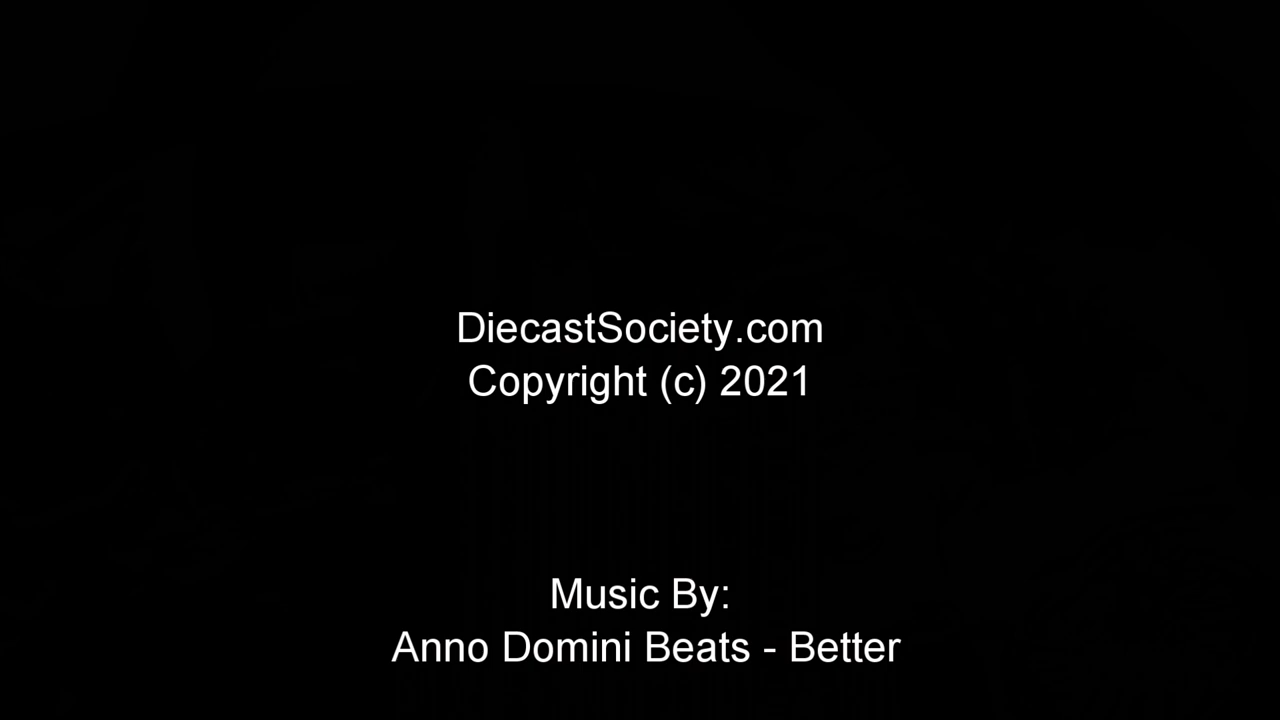 DiecastSociety.com
Copyright (c) 2021
Music By:
Anno Domini Beats - Better